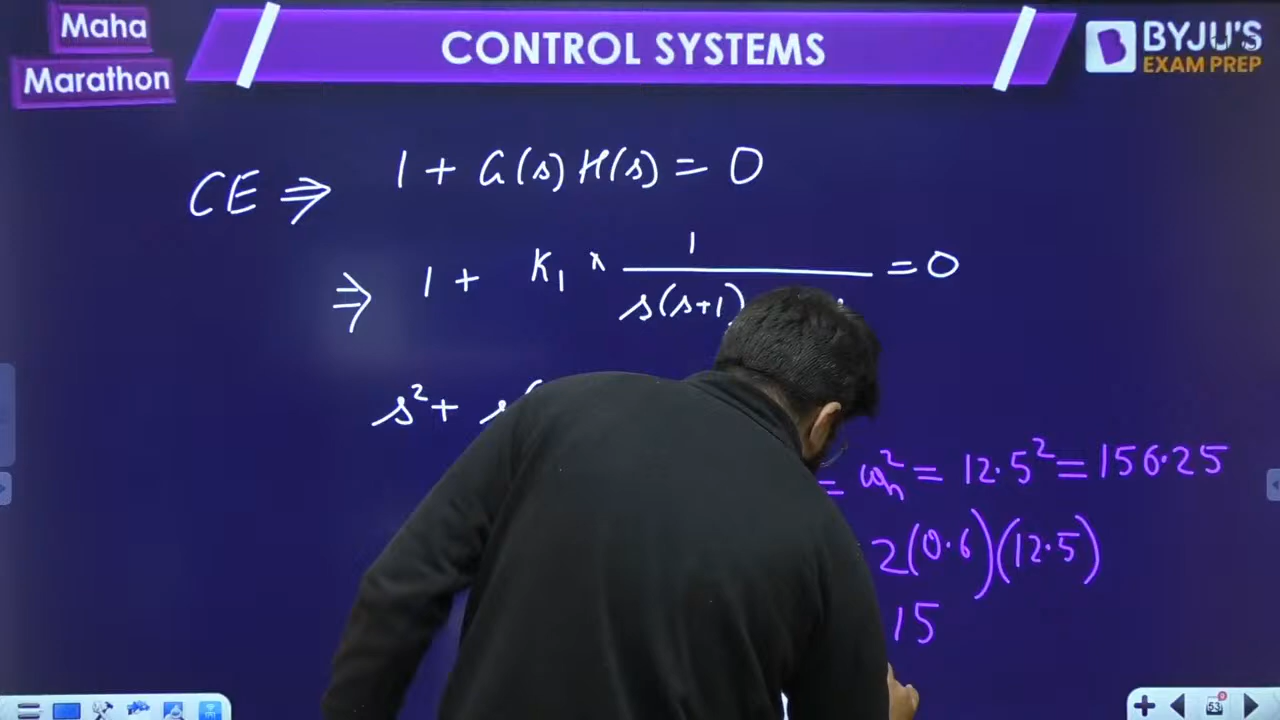 Maha
Marathon
CONTROL SYSTEMS
BYJU'S
EXAM PREP
CE ⇒ 1 + G(s) H(s) = 0
⇒ 1 + K₁ × 1/s(s+1) = 0
s² + s(
= ωn² = 12.5² = 156.25
2(0.6)(12.5)
15
53